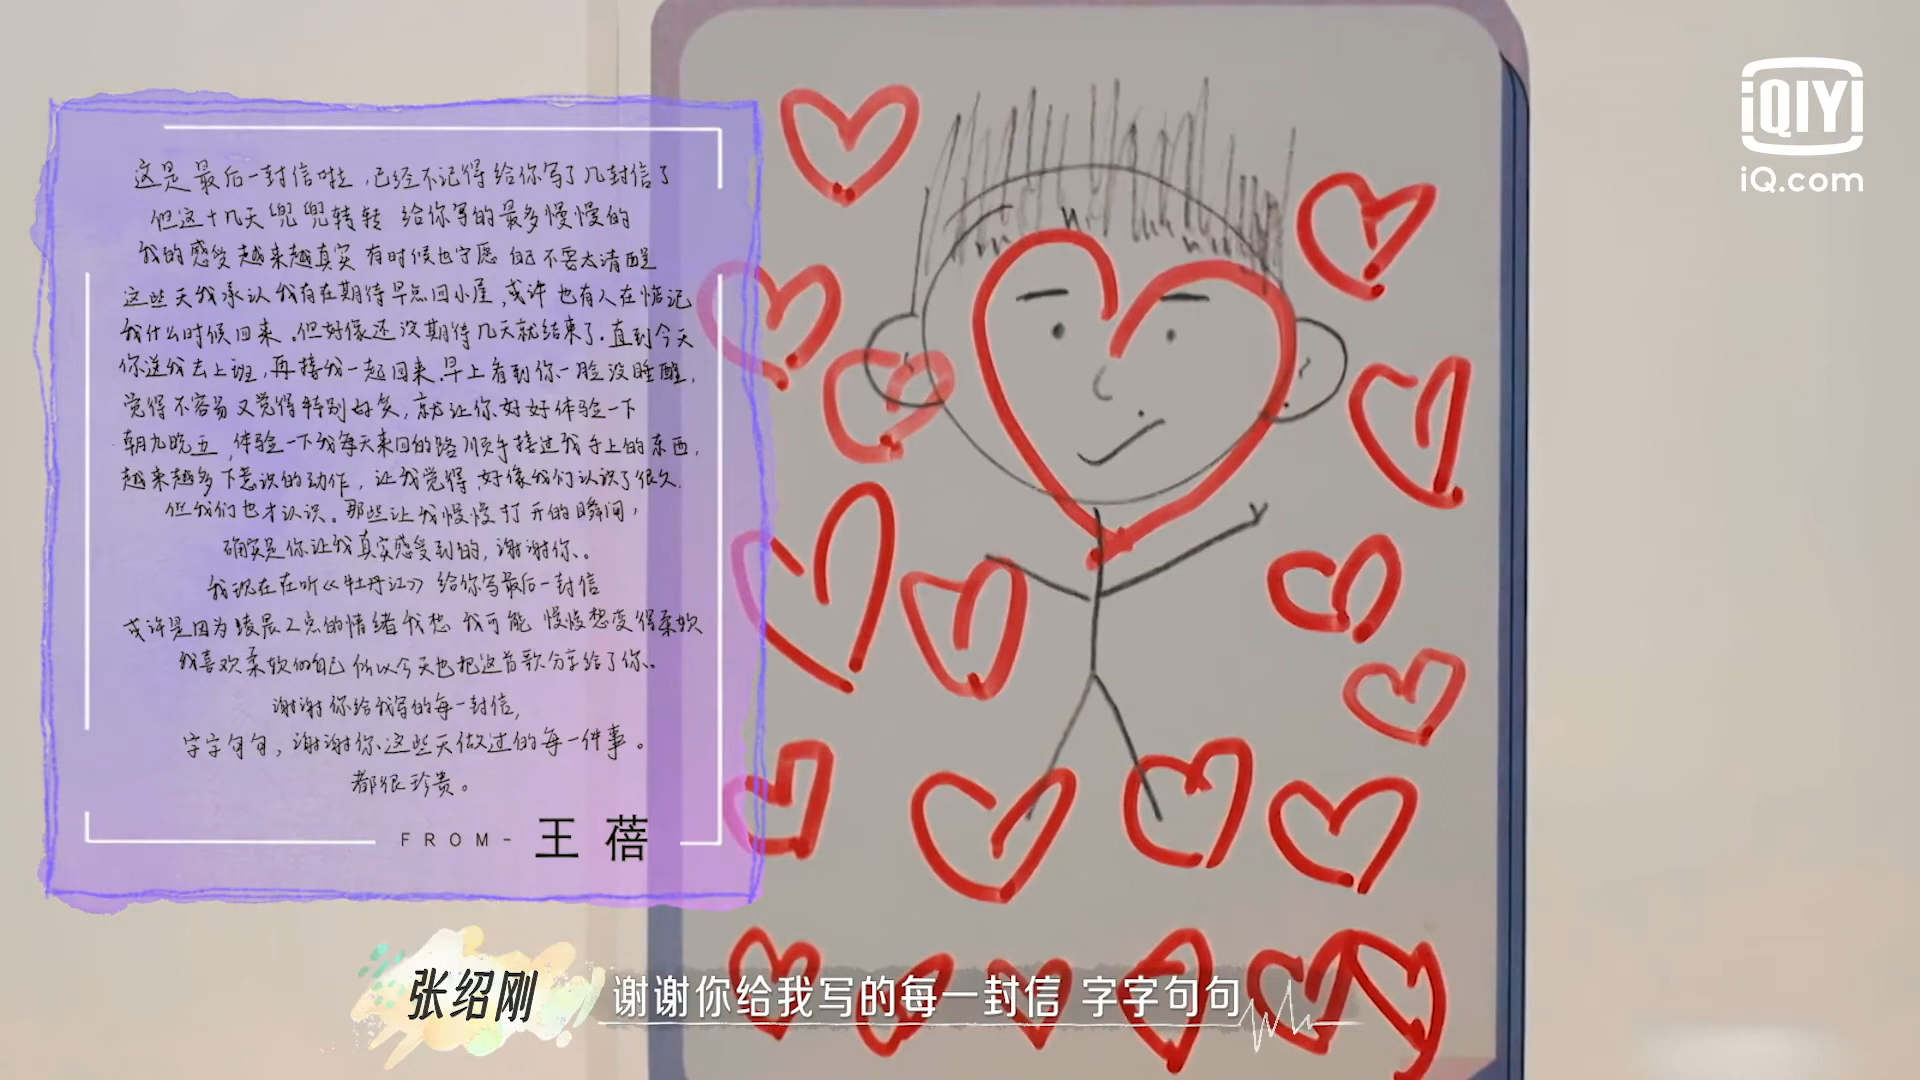 这是最后一封信啦,已经不记得给你写了几封信了
但这十几天兜兜转转 给你写的最多慢慢的
我的感受越来越真实 有时候也宁愿自己不要太清醒
这些天我承认我有在期待早点回小屋,或许也有人在惦记
我什么时候回来。但好像还没期待几天就结束了.直到今天
你送我去上班,再接我一起回来.早上看到你一脸没睡醒,
觉得不容易又觉得特别好笑,就让你好好体验一下
朝九晚五,体验一下我每天来回的路 顺手接过我手上的东西,
越来越多下意识的动作,让我觉得,好像我们认识了很久.
但我们也才认识。那些让我慢慢打开的瞬间,
确实是你让我真实感受到的,谢谢你。
我现在在听《牡丹江》 给你写最后一封信
或许是因为凌晨2点的情绪我想 我可能 慢慢想变得柔软
我喜欢柔软的自己 所以今天也把这首歌分享给了你。
谢谢你给我写的每一封信,
字字句句,谢谢你这些天做过的每一件事。
都很珍贵。
FROM- 王蓓
iQIYI
iQ.com
张绍刚 谢谢你给我写的每一封信 字字句句